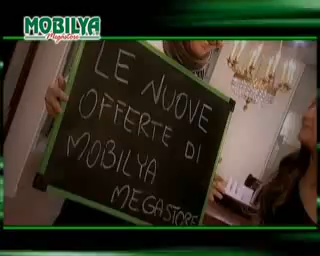 MOBILYA
Megastore
LE NUOVE
OFFERTE DI
MOBILYA
MEGASTORE